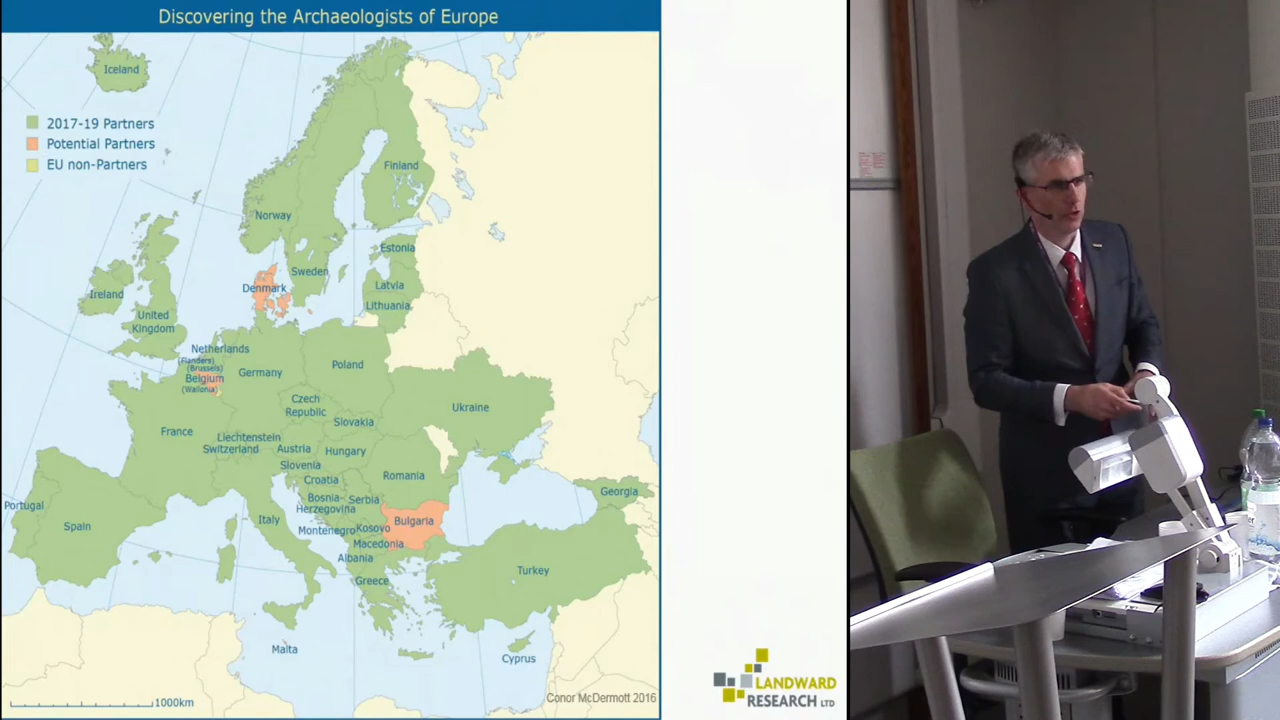 Discovering the Archaeologists of Europe
Iceland
2017-19 Partners
Potential Partners
EU non-Partners
Finland
Norway
Estonia
Sweden
Denmark
Latvia
Ireland
Lithuania
United
Kingdom
Netherlands
(Flanders)
(Brussels)
Belgium
(Wallonia)
Germany
Poland
Czech
Republic
Ukraine
Slovakia
France
Liechtenstein
Switzerland
Austria
Hungary
Slovenia
Croatia
Romania
Georgia
Bosnia-
Herzegovina
Serbia
Portugal
Spain
Italy
Montenegro
Kosovo
Bulgaria
Macedonia
Albania
Greece
Turkey
Malta
Cyprus
1000km
Conor McDermott 2016
LANDWARD
RESEARCH LTD